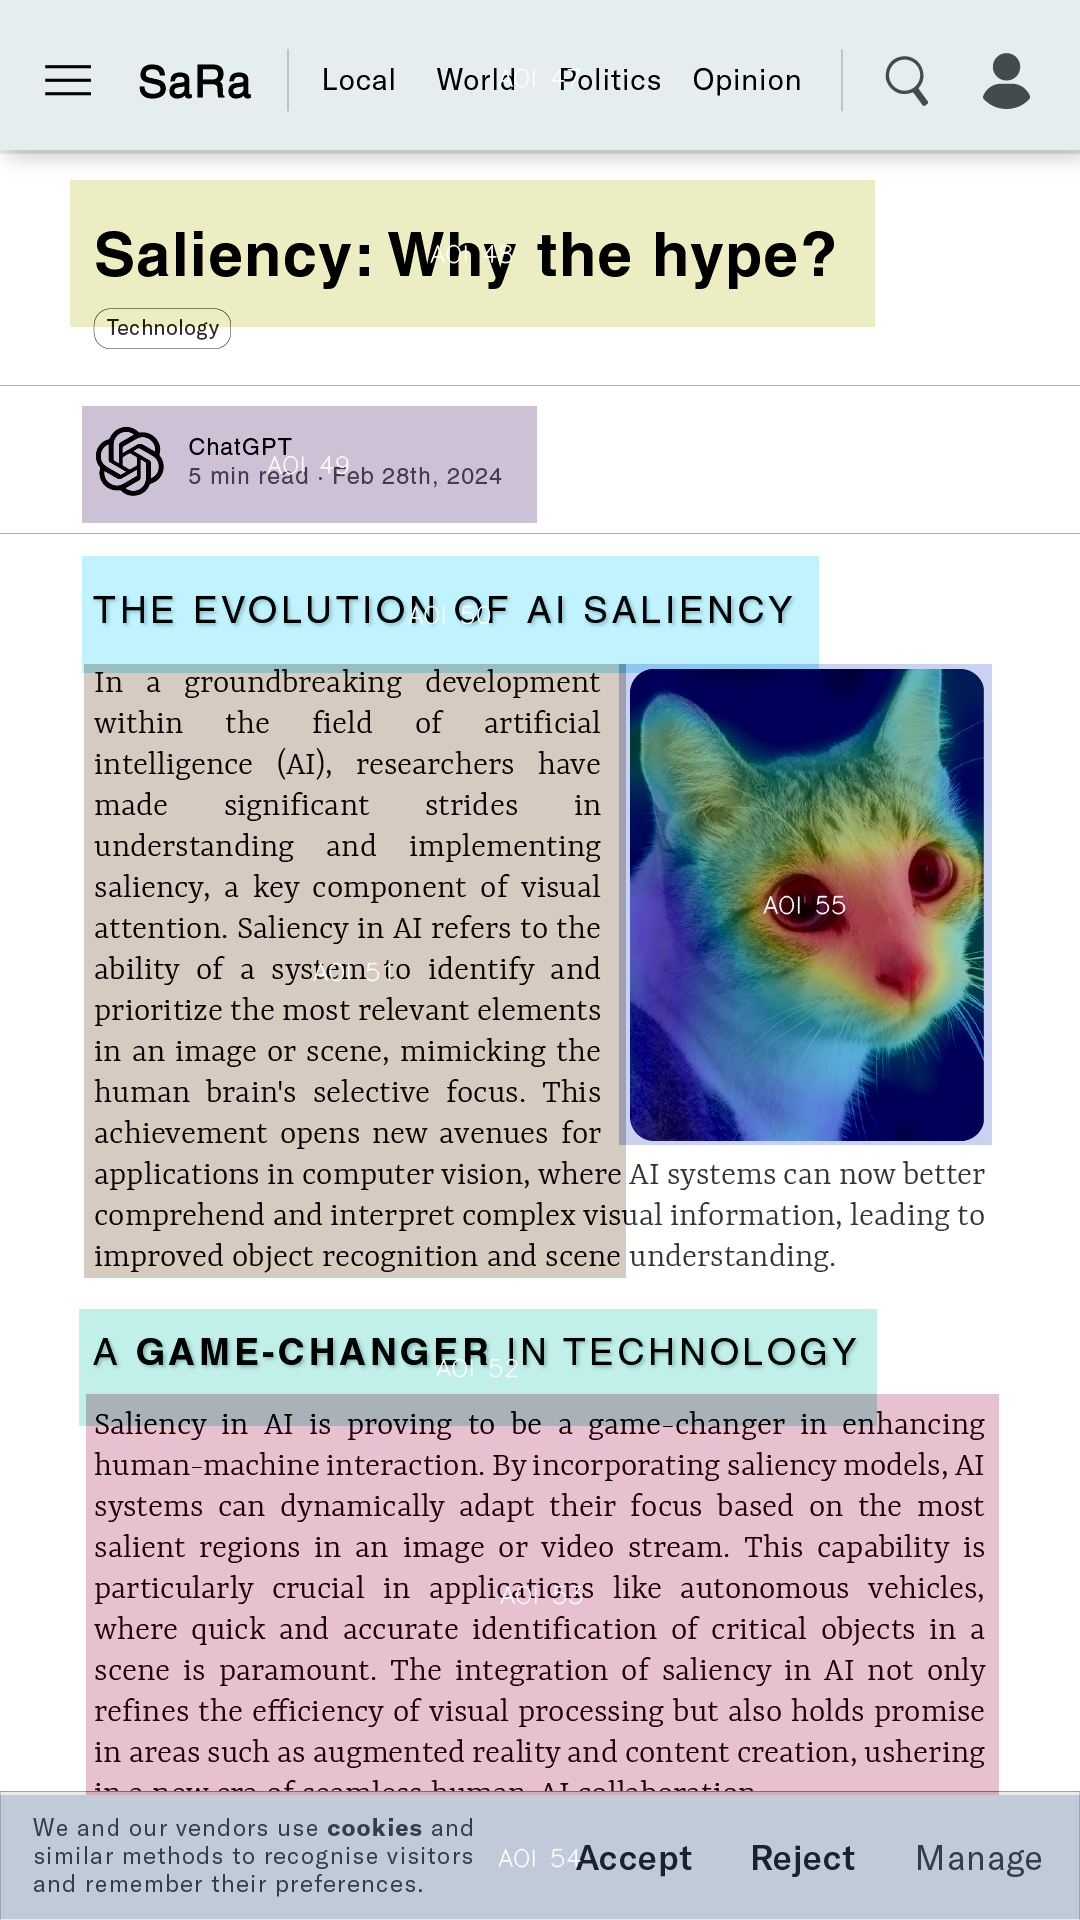 SaRa
Local World Politics Opinion
AOI 47
Saliency: Why the hype?
AOI 48
Technology
ChatGPT
5 min read · Feb 28th, 2024
AOI 49
THE EVOLUTION OF AI SALIENCY
AOI 50
In a groundbreaking development
within the field of artificial
intelligence (AI), researchers have
made significant strides in
understanding and implementing
saliency, a key component of visual
attention. Saliency in AI refers to the
ability of a system to identify and
AOI 51
prioritize the most relevant elements
in an image or scene, mimicking the
human brain's selective focus. This
achievement opens new avenues for
applications in computer vision, where AI systems can now better
comprehend and interpret complex visual information, leading to
improved object recognition and scene understanding.
AOI 55
A GAME-CHANGER IN TECHNOLOGY
AOI 52
Saliency in AI is proving to be a game-changer in enhancing
human-machine interaction. By incorporating saliency models, AI
systems can dynamically adapt their focus based on the most
salient regions in an image or video stream. This capability is
particularly crucial in applications like autonomous vehicles,
AOI 53
where quick and accurate identification of critical objects in a
scene is paramount. The integration of saliency in AI not only
refines the efficiency of visual processing but also holds promise
in areas such as augmented reality and content creation, ushering
in a new era of seamless human-AI collaboration.
We and our vendors use cookies and
similar methods to recognise visitors
and remember their preferences.
AOI 54
Accept Reject Manage